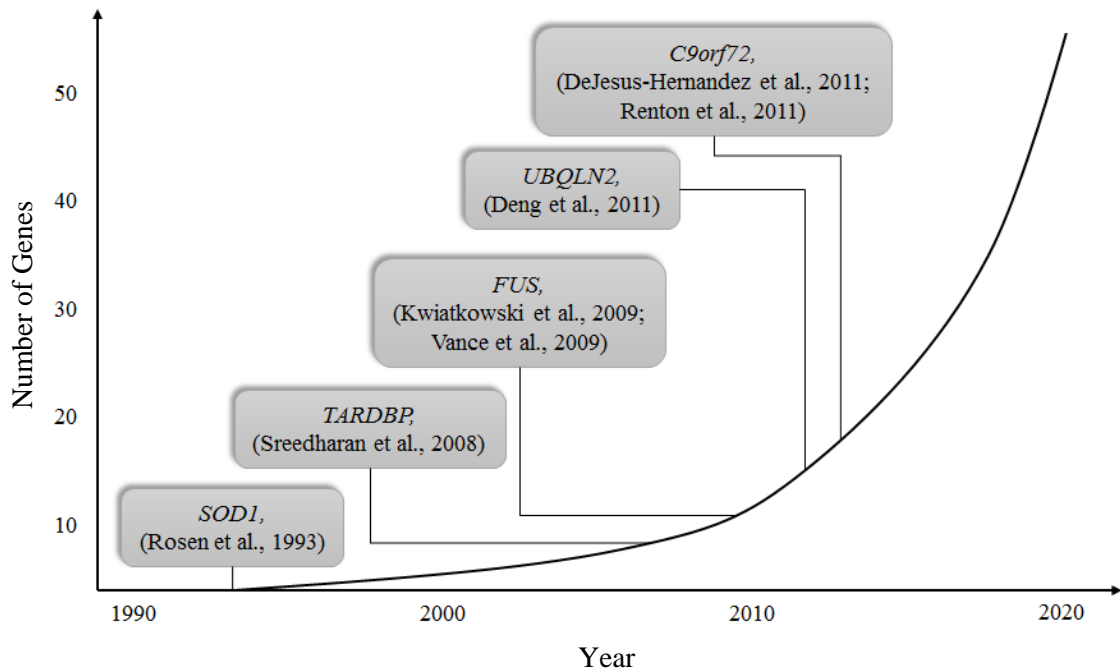 C9orf72,
(DeJesus-Hernandez et al., 2011;
Renton et al., 2011)
UBQLN2,
(Deng et al., 2011)
FUS,
(Kwiatkowski et al., 2009;
Vance et al., 2009)
TARDBP,
(Sreedharan et al., 2008)
SOD1,
(Rosen et al., 1993)
Number of Genes
50
40
30
20
10
1990
2000
2010
2020
Year